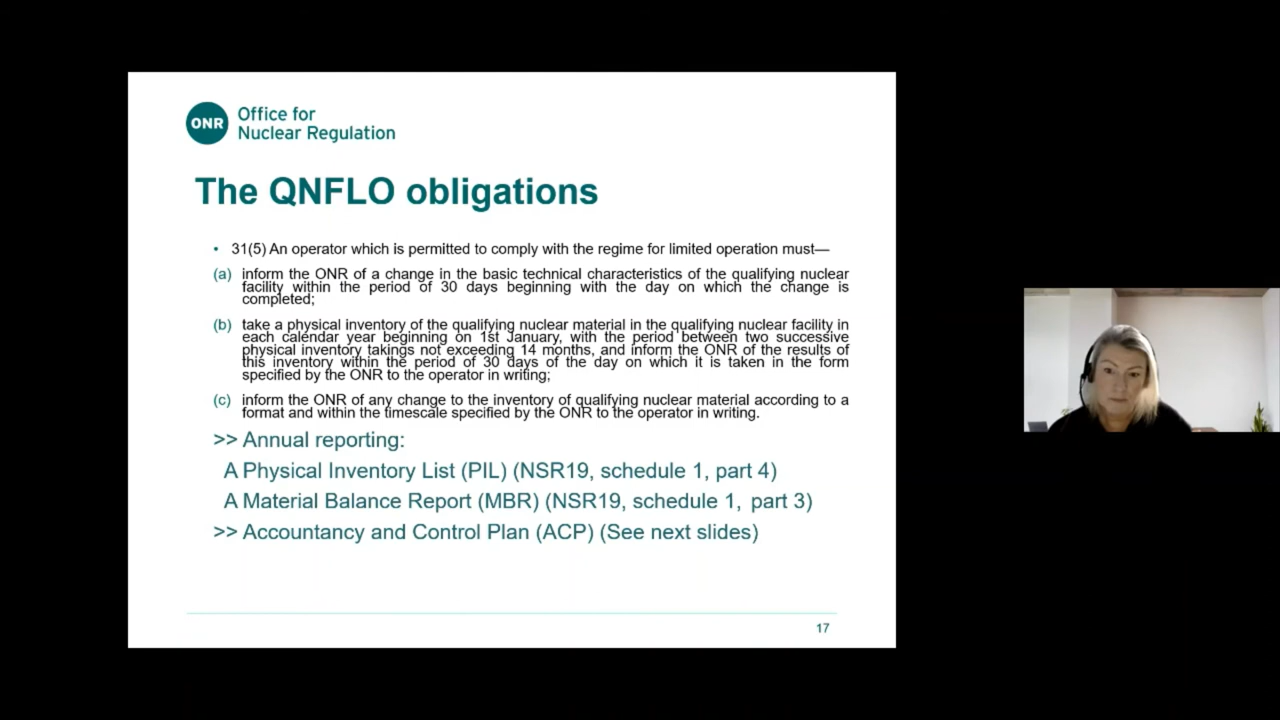 ONR
Office for
Nuclear Regulation
The QNFLO obligations
• 31(5) An operator which is permitted to comply with the regime for limited operation must—
(a) inform the ONR of a change in the basic technical characteristics of the qualifying nuclear
facility within the period of 30 days beginning with the day on which the change is
completed;
(b) take a physical inventory of the qualifying nuclear material in the qualifying nuclear facility in
each calendar year beginning on 1st January, with the period between two successive
physical inventory takings not exceeding 14 months, and inform the ONR of the results of
this inventory within the period of 30 days of the day on which it is taken in the form
specified by the ONR to the operator in writing;
(c) inform the ONR of any change to the inventory of qualifying nuclear material according to a
format and within the timescale specified by the ONR to the operator in writing.
>> Annual reporting:
A Physical Inventory List (PIL) (NSR19, schedule 1, part 4)
A Material Balance Report (MBR) (NSR19, schedule 1, part 3)
>> Accountancy and Control Plan (ACP) (See next slides)
17